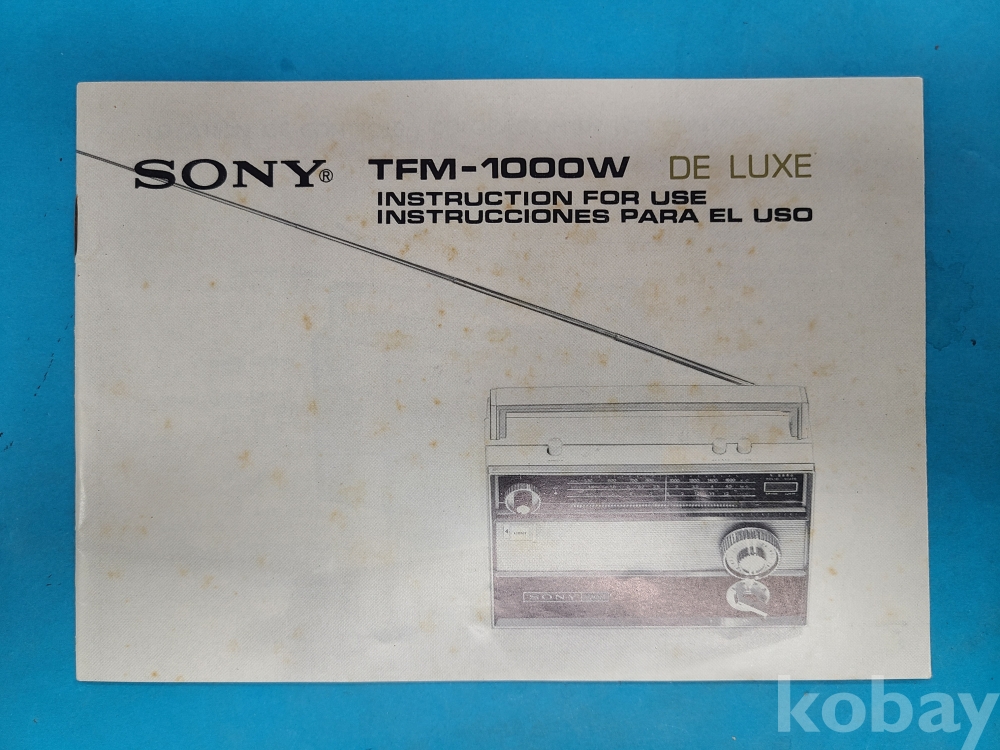 SONY® TFM-1000W DE LUXE
INSTRUCTION FOR USE
INSTRUCCIONES PARA EL USO
SONY
kobay